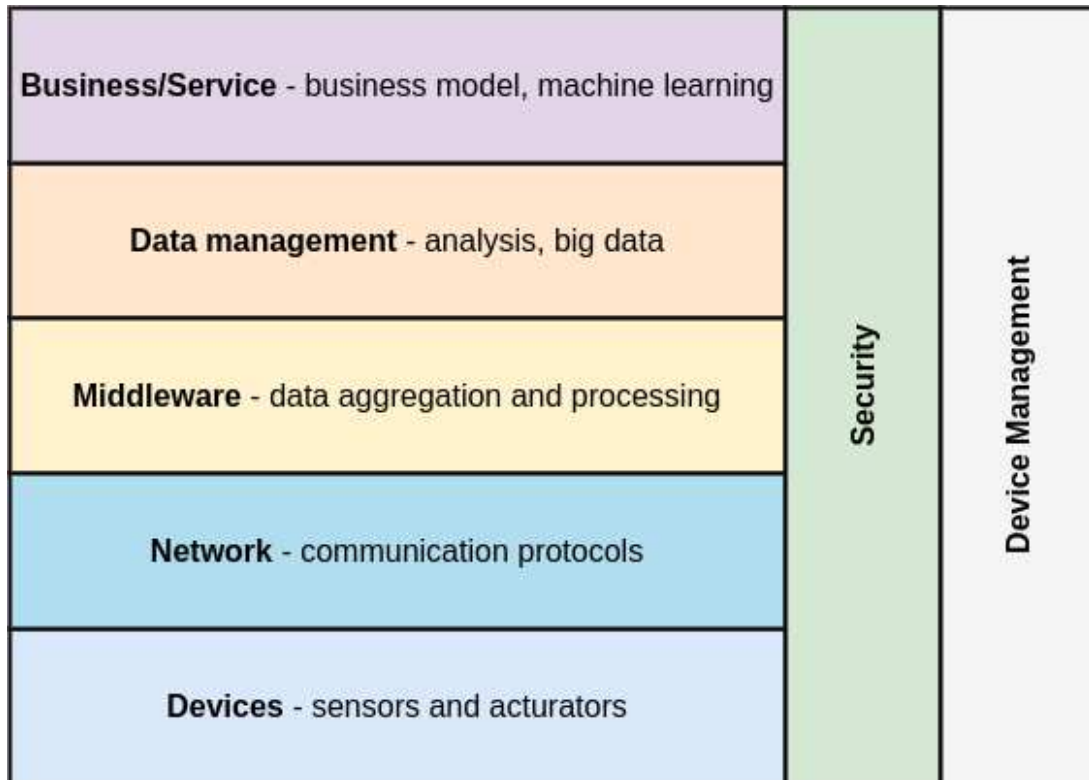 Business/Service - business model, machine learning
Data management - analysis, big data
Middleware - data aggregation and processing
Network - communication protocols
Devices - sensors and acturators
Security
Device Management